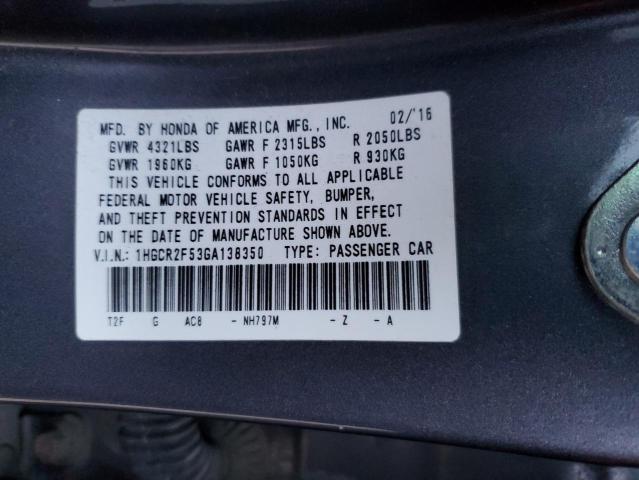 MFD. BY HONDA OF AMERICA MFG., INC. 02/'16
GVWR 4321LBS GAWR F 2315LBS R 2050LBS
GVWR 1960KG GAWR F 1050KG R 930KG
THIS VEHICLE CONFORMS TO ALL APPLICABLE
FEDERAL MOTOR VEHICLE SAFETY, BUMPER,
AND THEFT PREVENTION STANDARDS IN EFFECT
ON THE DATE OF MANUFACTURE SHOWN ABOVE.
V.I.N.: 1HGCR2F53GA138350 TYPE: PASSENGER CAR
T2F G AC8 - NH797M - Z - A